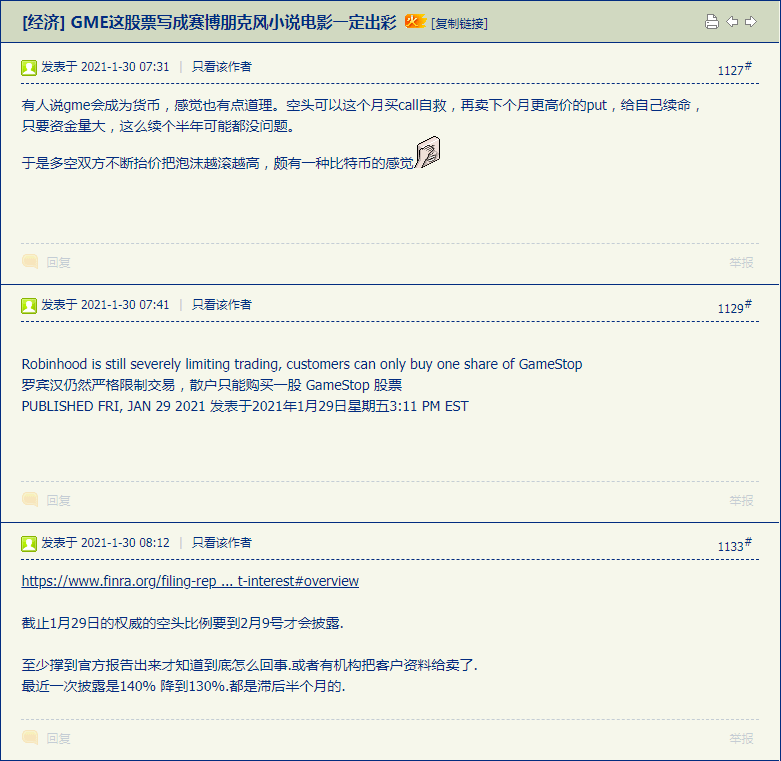 [经济] GME这股票写成赛博朋克风小说电影一定出彩 火 [复制链接]
发表于 2021-1-30 07:31 | 只看该作者 1127#
有人说gme会成为货币，感觉也有点道理。空头可以这个月买call自救，再卖下个月更高价的put，给自己续命，
只要资金量大，这么续个半年可能都没问题。
于是多空双方不断抬价把泡沫越滚越高，颇有一种比特币的感觉
回复 举报
发表于 2021-1-30 07:41 | 只看该作者 1129#
Robinhood is still severely limiting trading, customers can only buy one share of GameStop
罗宾汉仍然严格限制交易，散户只能购买一股 GameStop 股票
PUBLISHED FRI, JAN 29 2021 发表于2021年1月29日星期五3:11 PM EST
回复 举报
发表于 2021-1-30 08:12 | 只看该作者 1133#
https://www.finra.org/filing-rep ... t-interest#overview
截止1月29日的权威的空头比例要到2月9号才会披露.
至少撑到官方报告出来才知道到底怎么回事.或者有机构把客户资料给卖了.
最近一次披露是140% 降到130%.都是滞后半个月的.
回复 举报